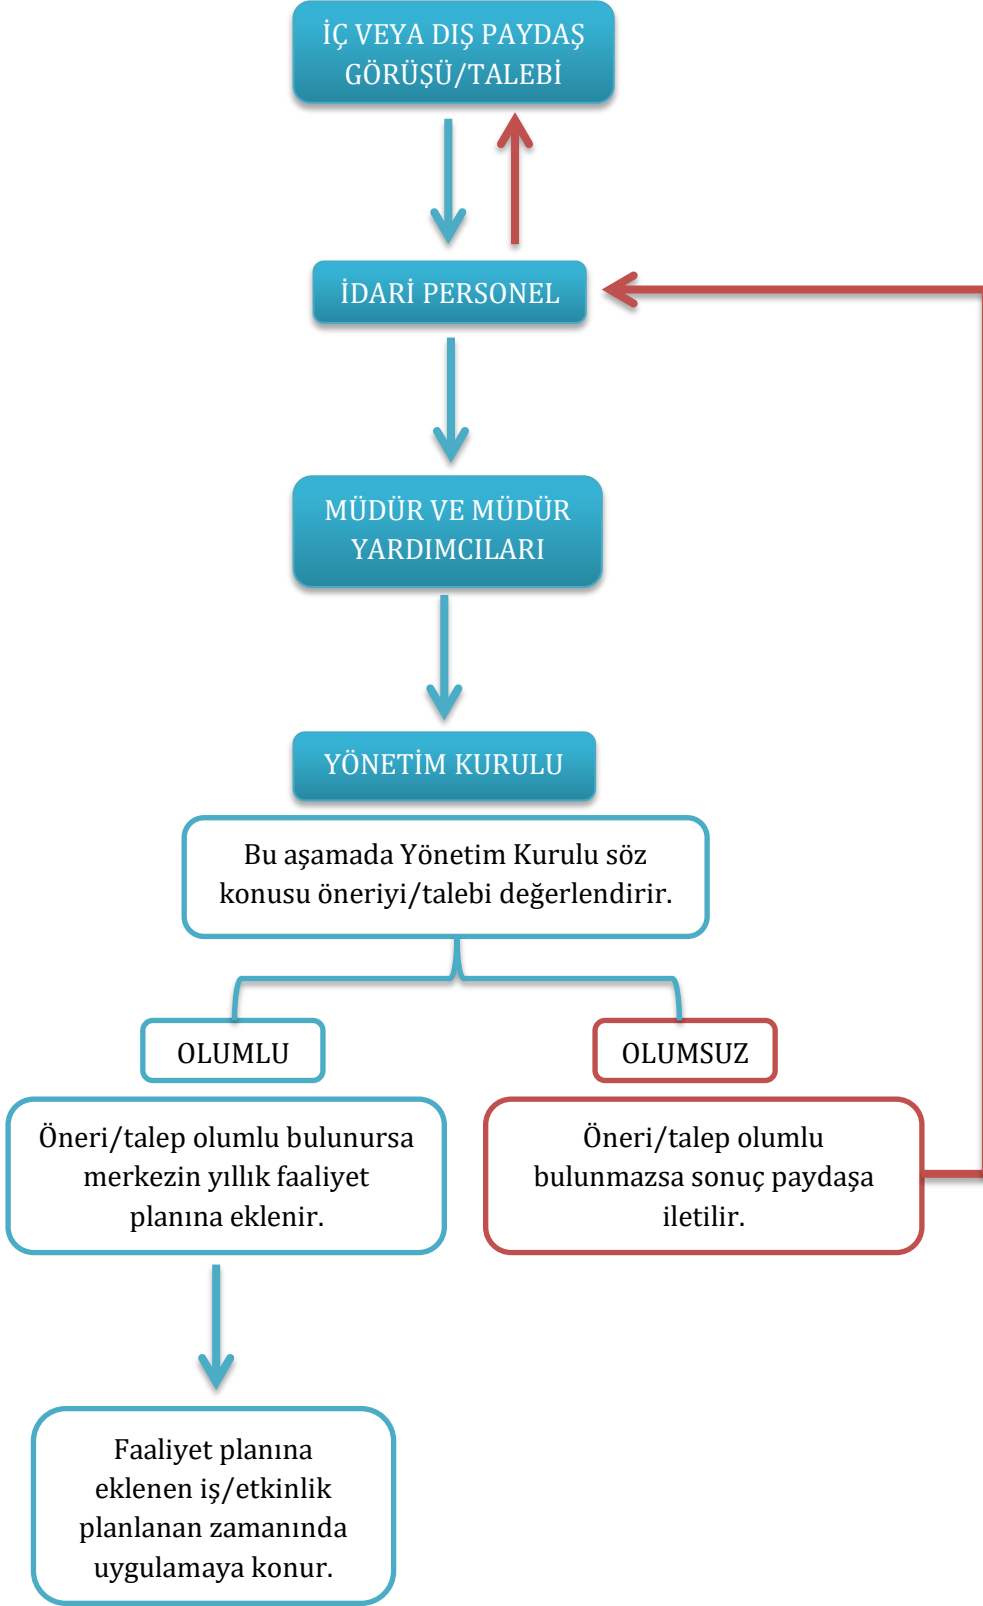 İÇ VEYA DIŞ PAYDAŞ
GÖRÜŞÜ/TALEBİ
İDARİ PERSONEL
MÜDÜR VE MÜDÜR
YARDIMCILARI
YÖNETİM KURULU
Bu aşamada Yönetim Kurulu söz
konusu öneriyi/talebi değerlendirir.
OLUMLU
Öneri/talep olumlu bulunursa
merkezin yıllık faaliyet
planına eklenir.
OLUMSUZ
Öneri/talep olumlu
bulunmazsa sonuç paydaşa
iletilir.
Faaliyet planına
eklenen iş/etkinlik
planlanan zamanında
uygulamaya konur.